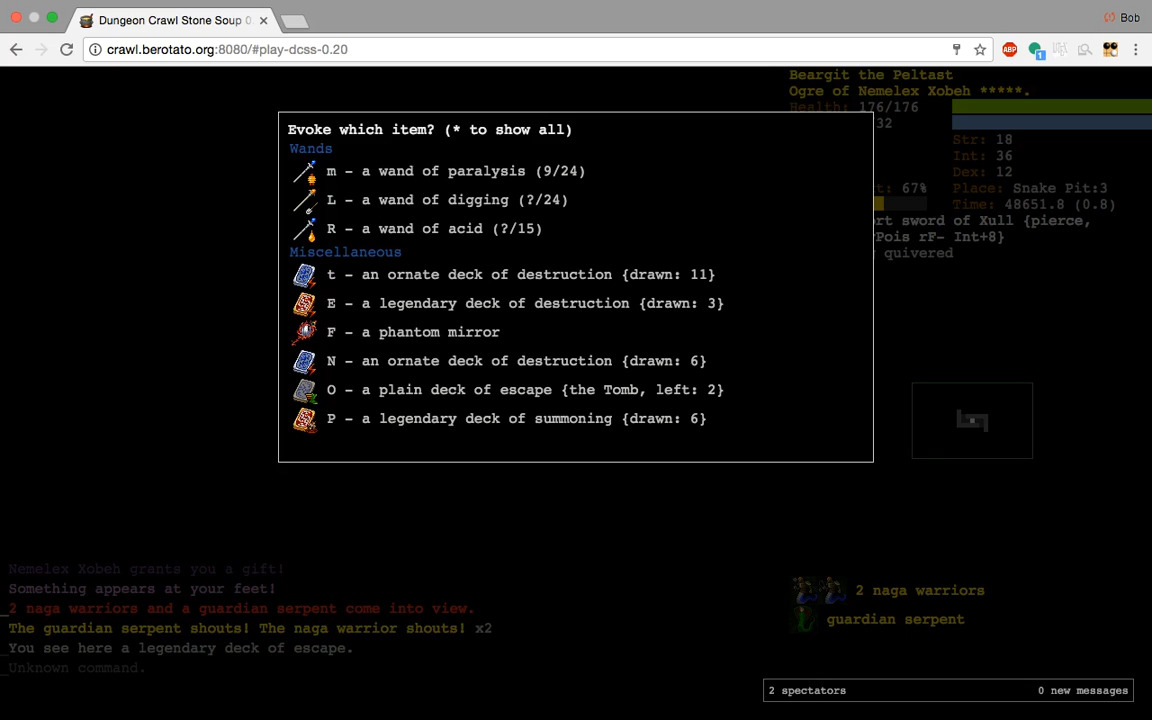 Dungeon Crawl Stone Soup 0
Bob
crawl.berotato.org:8080/#play-dcss-0.20
ABP
1
Beargit the Peltast
Ogre of Nemelex Xobeh *****.
Health: 176/176
32
Str: 18
Int: 36
Dex: 12
t: 67% Place: Snake Pit:3
Time: 48651.8 (0.8)
ort sword of Xull {pierce,
rPois rF- Int+8}
quivered
Evoke which item? (* to show all)
Wands
m - a wand of paralysis (9/24)
L - a wand of digging (?/24)
R - a wand of acid (?/15)
Miscellaneous
t - an ornate deck of destruction {drawn: 11}
E - a legendary deck of destruction {drawn: 3}
F - a phantom mirror
N - an ornate deck of destruction {drawn: 6}
O - a plain deck of escape {the Tomb, left: 2}
P - a legendary deck of summoning {drawn: 6}
Nemelex Xobeh grants you a gift!
Something appears at your feet!
_2 naga warriors and a guardian serpent come into view.
The guardian serpent shouts! The naga warrior shouts! x2
_You see here a legendary deck of escape.
_Unknown command.
2 naga warriors
guardian serpent
2 spectators
0 new messages